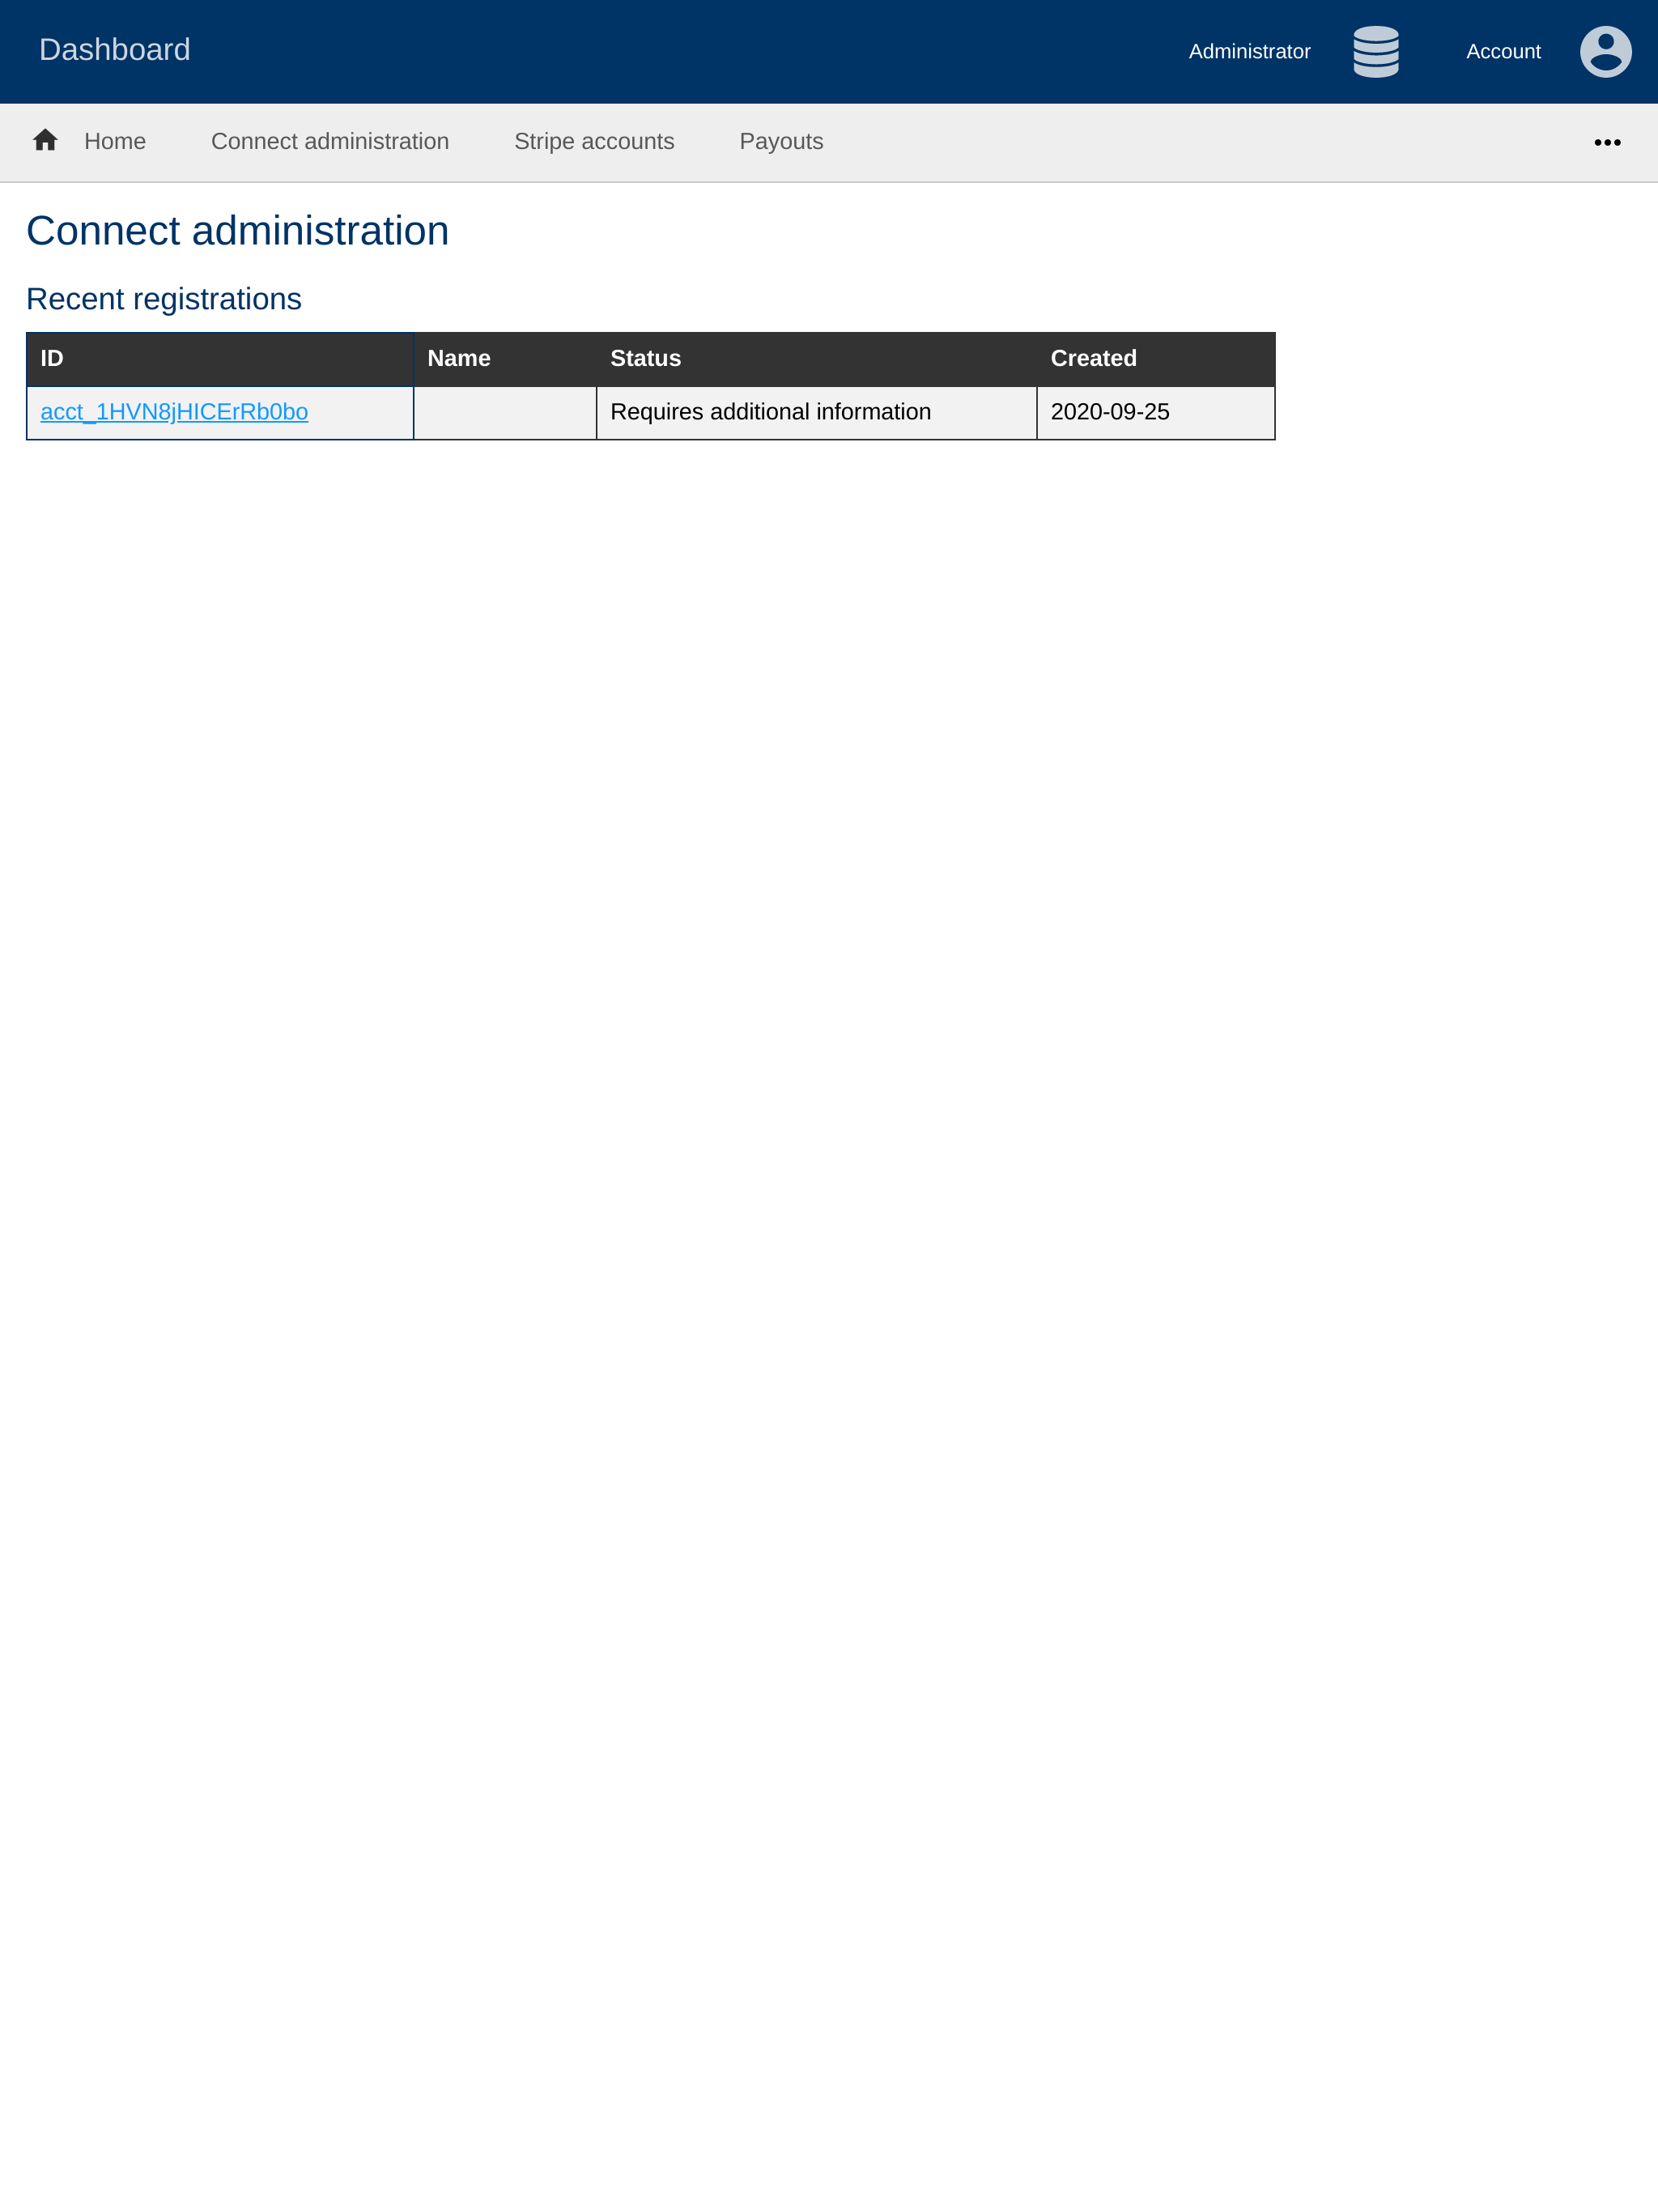 Dashboard Administrator Account
Home Connect administration Stripe accounts Payouts
Connect administration
Recent registrations
ID Name Status Created
acct_1HVN8jHICErRb0bo Requires additional information 2020-09-25